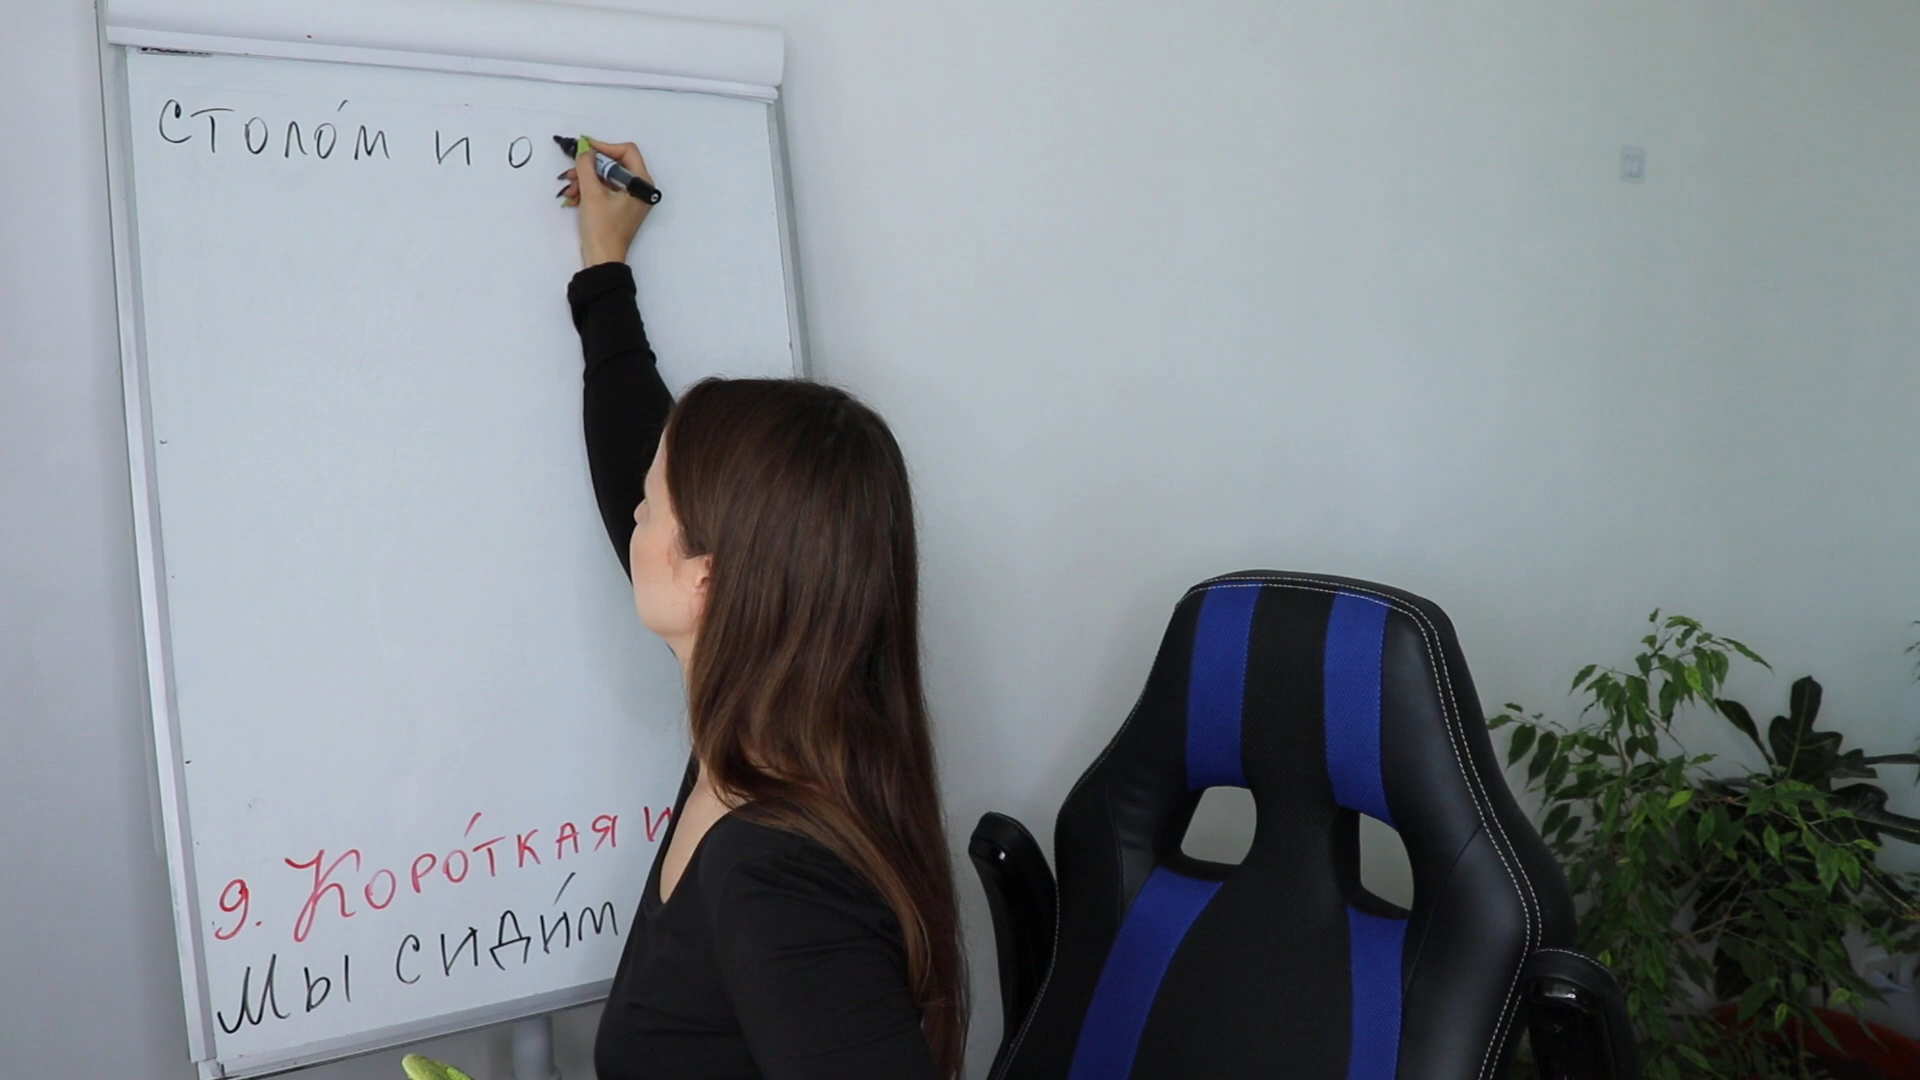 столо́м и о
9. Коро́ткая и
Мы сиди́м